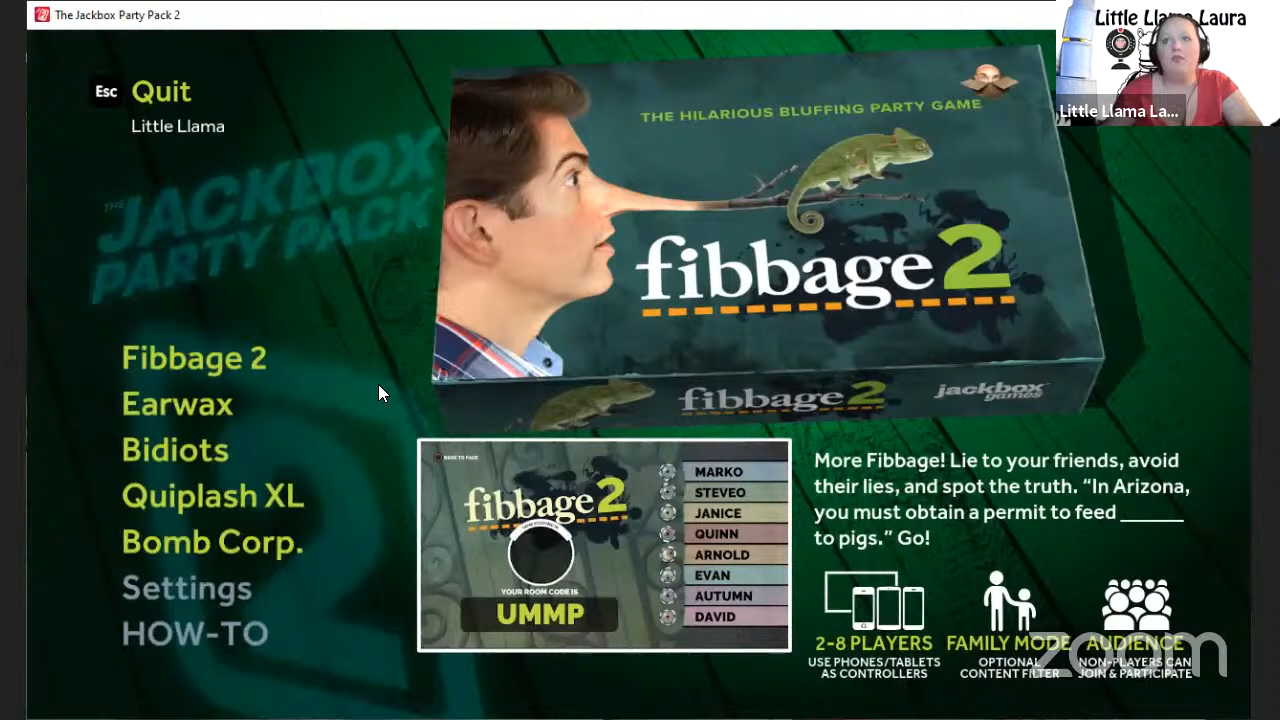 The Jackbox Party Pack 2
Little Llama Laura
Little Llama La...
Esc Quit
Little Llama
THE
JACKBOX
PARTY PACK
2
THE HILARIOUS BLUFFING PARTY GAME
fibbage 2
fibbage 2
jackbox
games
Fibbage 2
Earwax
Bidiots
Quiplash XL
Bomb Corp.
Settings
HOW-TO
BACK TO PACK
fibbage 2
YOUR ROOM CODE IS
UMMP
MARKO
STEVEO
JANICE
QUINN
ARNOLD
EVAN
AUTUMN
DAVID
More Fibbage! Lie to your friends, avoid
their lies, and spot the truth. “In Arizona,
you must obtain a permit to feed ______
to pigs.” Go!
2-8 PLAYERS
USE PHONES/TABLETS
AS CONTROLLERS
FAMILY MODE
OPTIONAL
CONTENT FILTER
AUDIENCE
NON-PLAYERS CAN
JOIN & PARTICIPATE
zoom